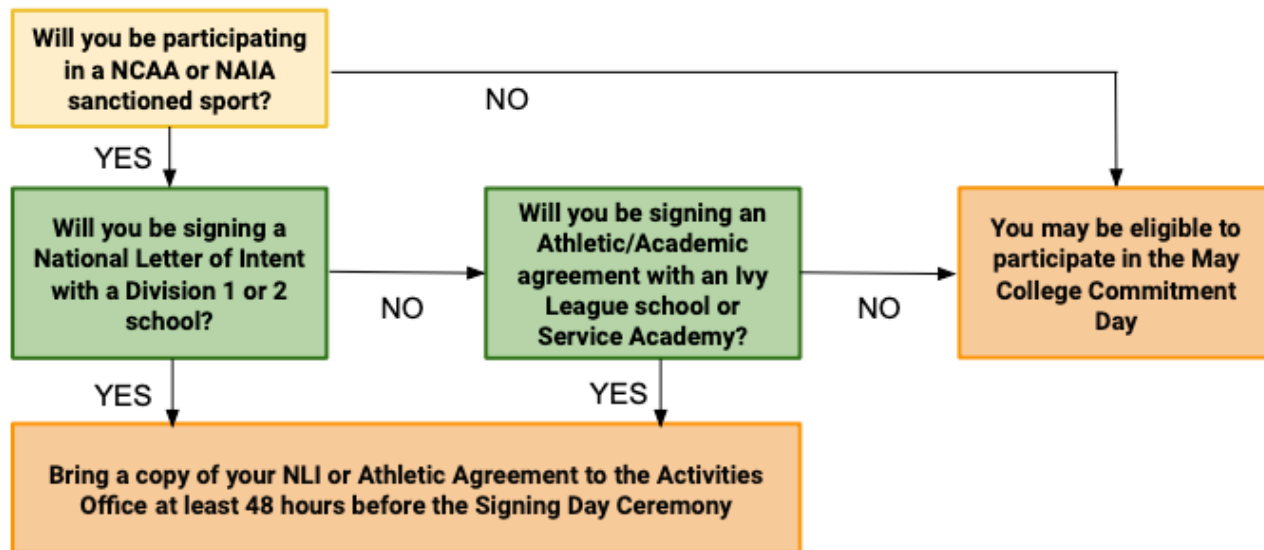 Will you be participating
in a NCAA or NAIA
sanctioned sport?
NO
YES
Will you be signing a
National Letter of Intent
with a Division 1 or 2
school?
NO
Will you be signing an
Athletic/Academic
agreement with an Ivy
League school or
Service Academy?
NO
You may be eligible to
participate in the May
College Commitment
Day
YES
YES
Bring a copy of your NLI or Athletic Agreement to the Activities
Office at least 48 hours before the Signing Day Ceremony